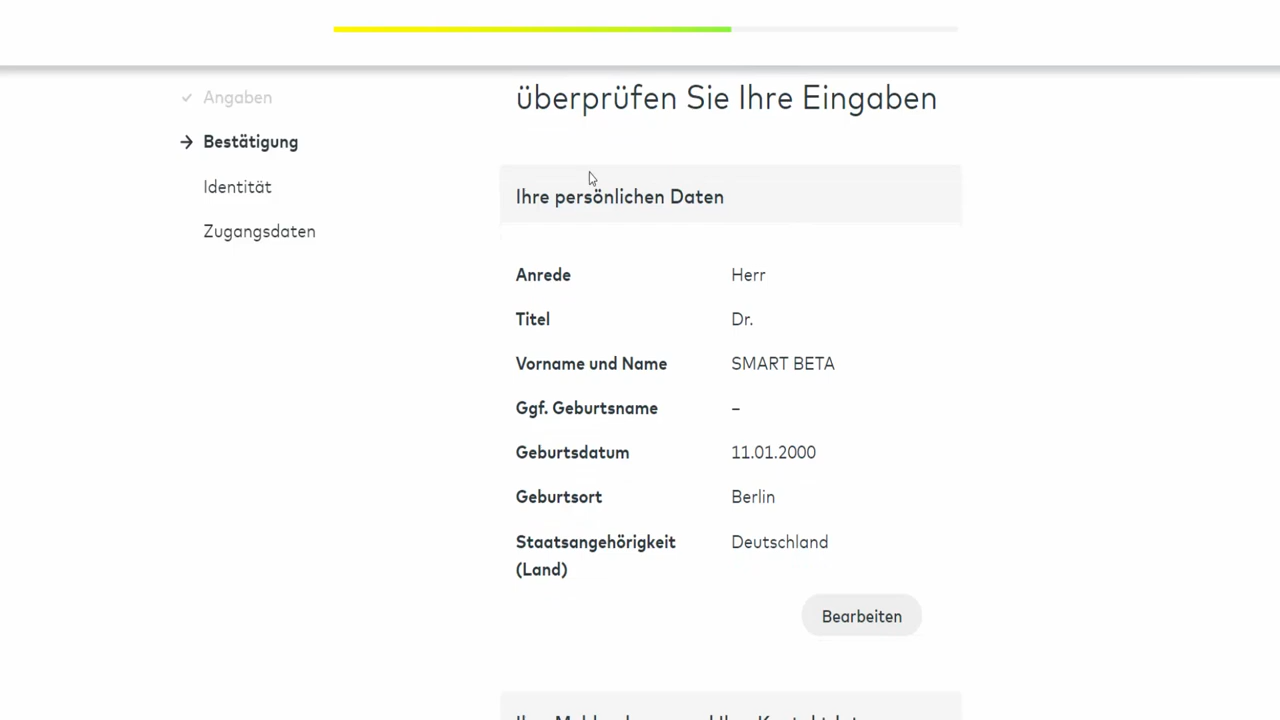 überprüfen Sie Ihre Eingaben
Angaben
Bestätigung
Identität
Zugangsdaten
Ihre persönlichen Daten
Anrede Herr
Titel Dr.
Vorname und Name SMART BETA
Ggf. Geburtsname –
Geburtsdatum 11.01.2000
Geburtsort Berlin
Staatsangehörigkeit Deutschland
(Land)
Bearbeiten